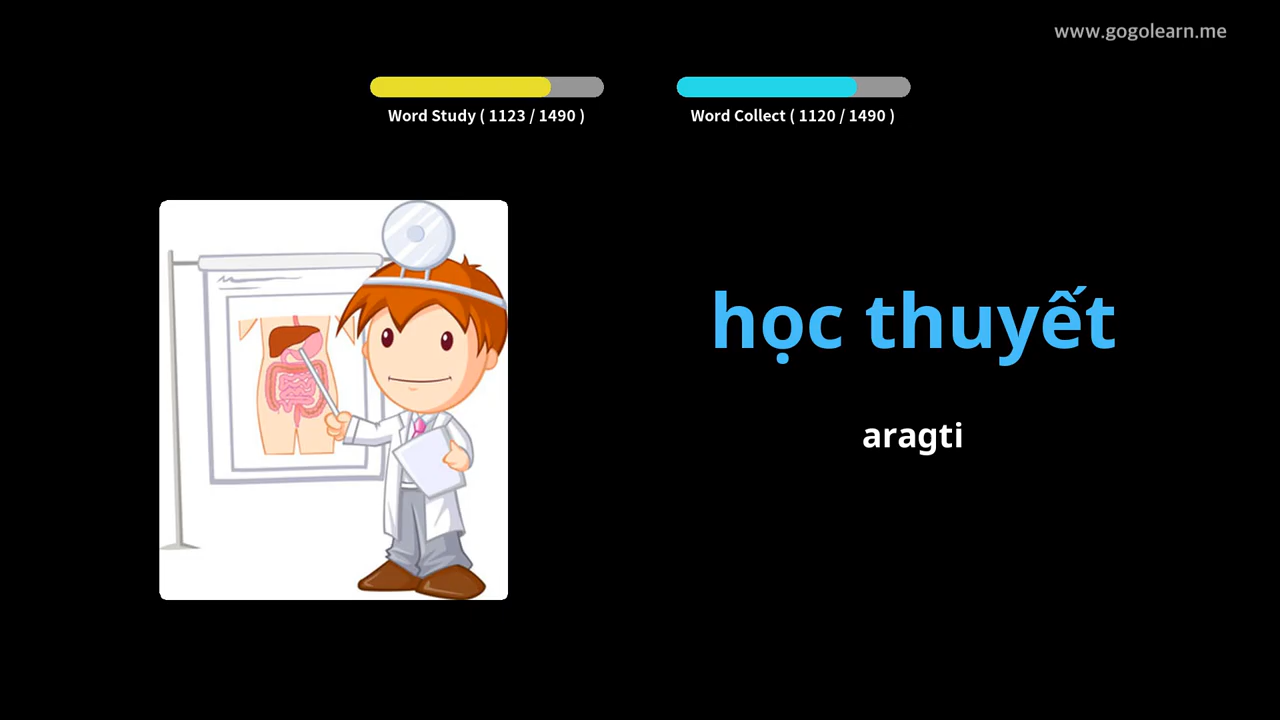 www.gogolearn.me
Word Study ( 1123 / 1490 )
Word Collect ( 1120 / 1490 )
học thuyết
aragti